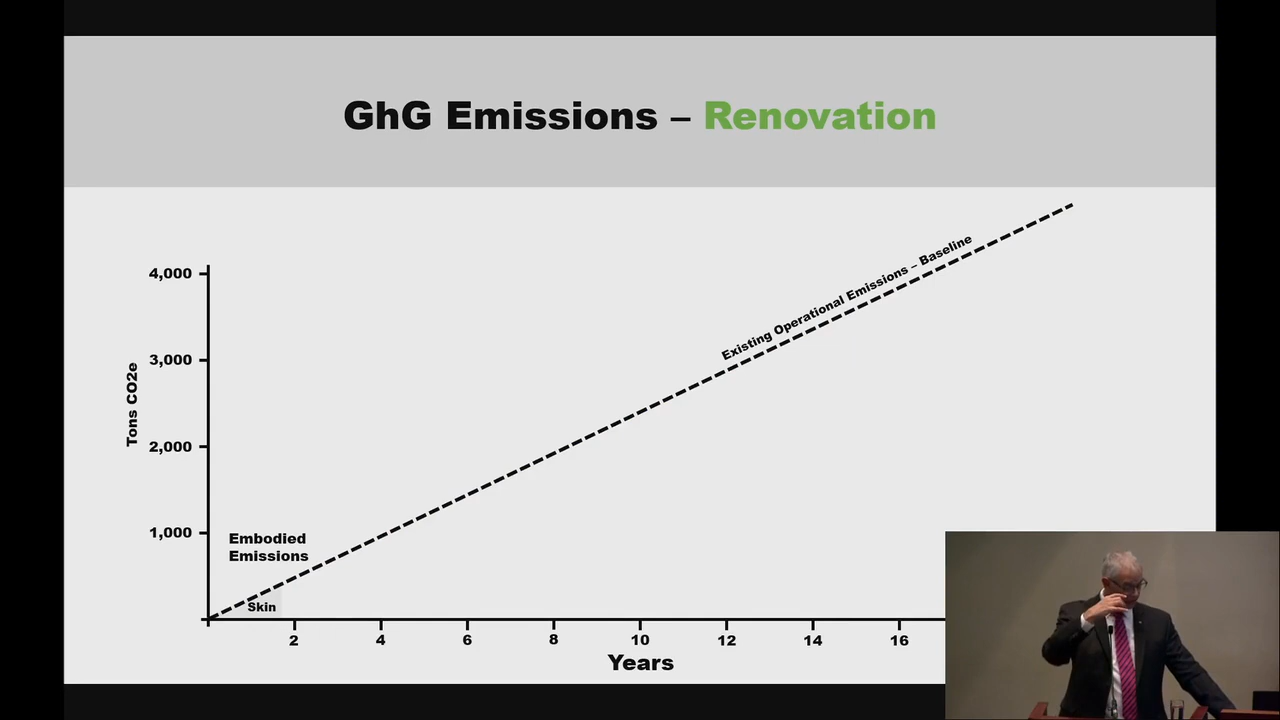 GhG Emissions – Renovation
Existing Operational Emissions – Baseline
4,000
3,000
2,000
1,000
Tons CO2e
Embodied
Emissions
Skin
2 4 6 8 10 12 14 16
Years